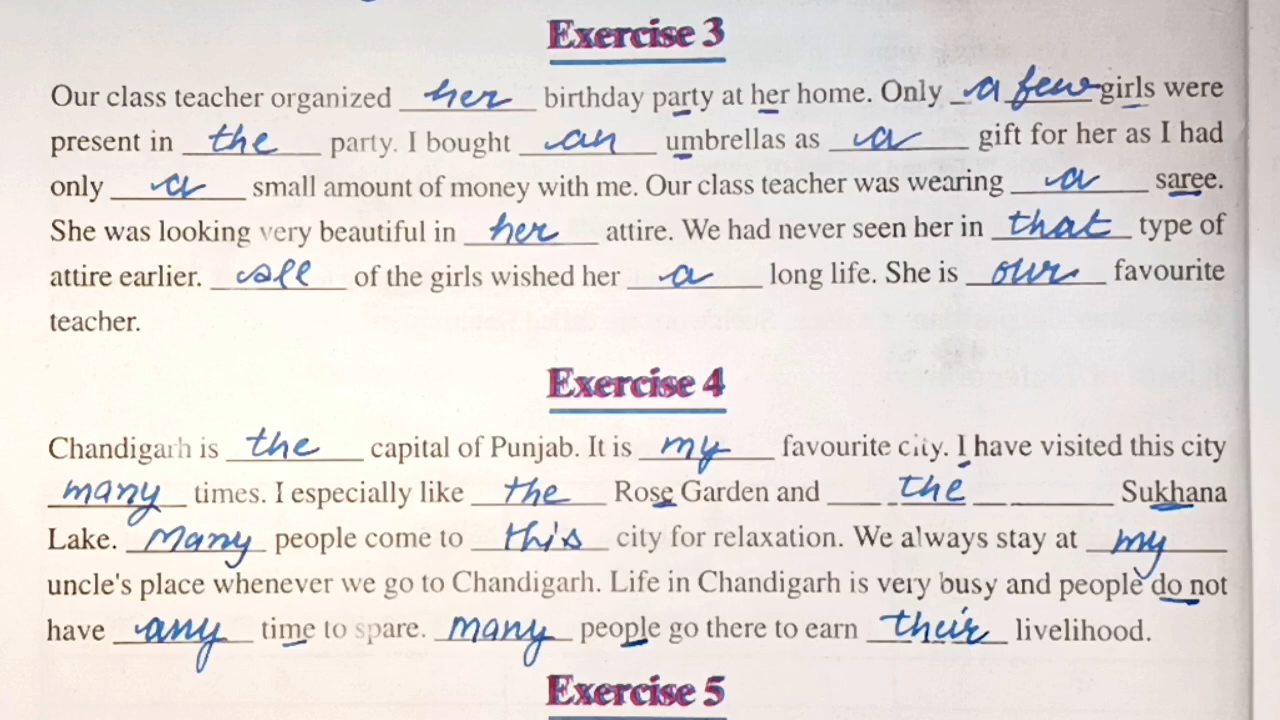 Exercise 3
Our class teacher organized her birthday party at her home. Only a few girls were
present in the party. I bought an umbrellas as a gift for her as I had
only a small amount of money with me. Our class teacher was wearing a saree.
She was looking very beautiful in her attire. We had never seen her in that type of
attire earlier. all of the girls wished her a long life. She is our favourite
teacher.
Exercise 4
Chandigarh is the capital of Punjab. It is my favourite city. I have visited this city
many times. I especially like the Rose Garden and the Sukhana
Lake. Many people come to this city for relaxation. We always stay at my
uncle's place whenever we go to Chandigarh. Life in Chandigarh is very busy and people do not
have any time to spare. many people go there to earn their livelihood.
Exercise 5